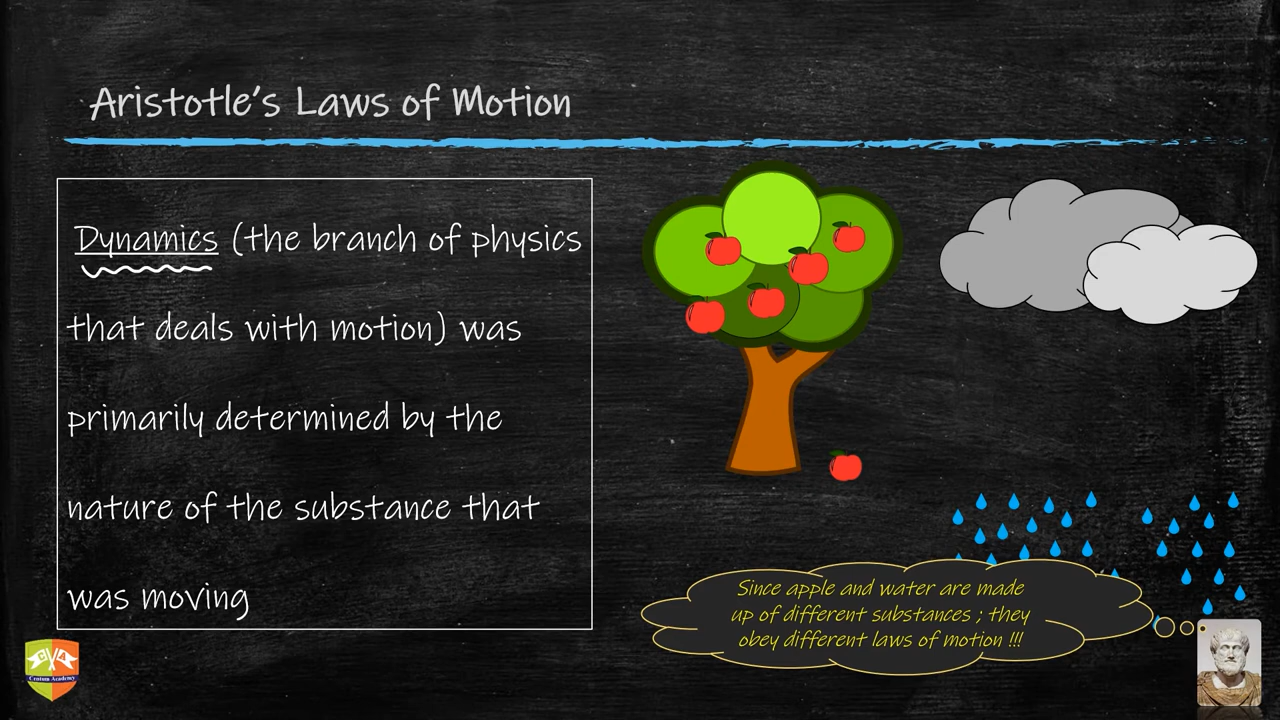 Aristotle's Laws of Motion
Dynamics (the branch of physics
that deals with motion) was
primarily determined by the
nature of the substance that
was moving
Since apple and water are made
up of different substances ; they
obey different laws of motion !!!
C A
Centum Academy